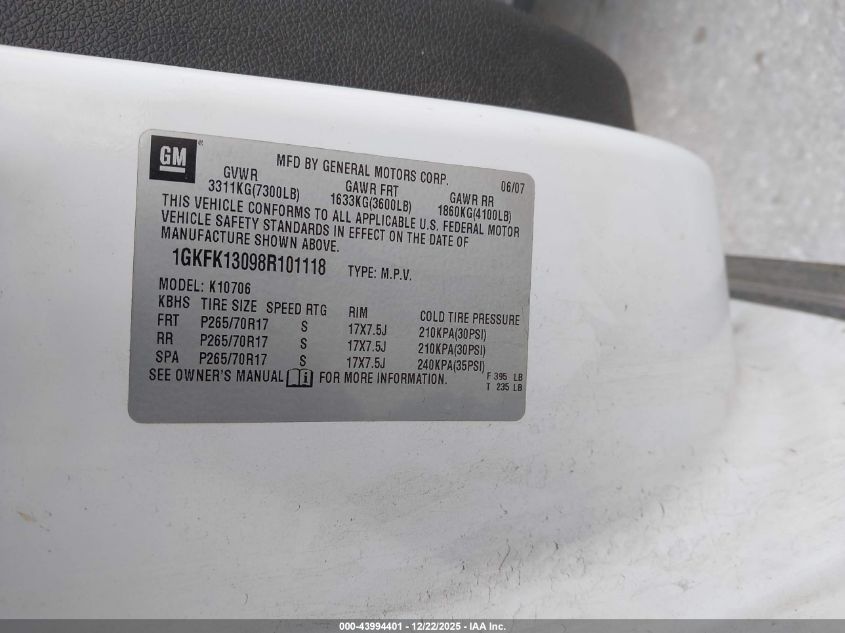 GM ®
MFD BY GENERAL MOTORS CORP. 06/07
GVWR GAWR FRT GAWR RR
3311KG(7300LB) 1633KG(3600LB) 1860KG(4100LB)
THIS VEHICLE CONFORMS TO ALL APPLICABLE U.S. FEDERAL MOTOR
VEHICLE SAFETY STANDARDS IN EFFECT ON THE DATE OF
MANUFACTURE SHOWN ABOVE.
1GKFK13098R101118 TYPE: M.P.V.
MODEL: K10706
KBHS TIRE SIZE SPEED RTG RIM COLD TIRE PRESSURE
FRT P265/70R17 S 17X7.5J 210KPA(30PSI)
RR P265/70R17 S 17X7.5J 210KPA(30PSI)
SPA P265/70R17 S 17X7.5J 240KPA(35PSI)
SEE OWNER'S MANUAL i FOR MORE INFORMATION.
F 395 LB
T 235 LB
000-43994401 - 12/22/2025 - IAA Inc.